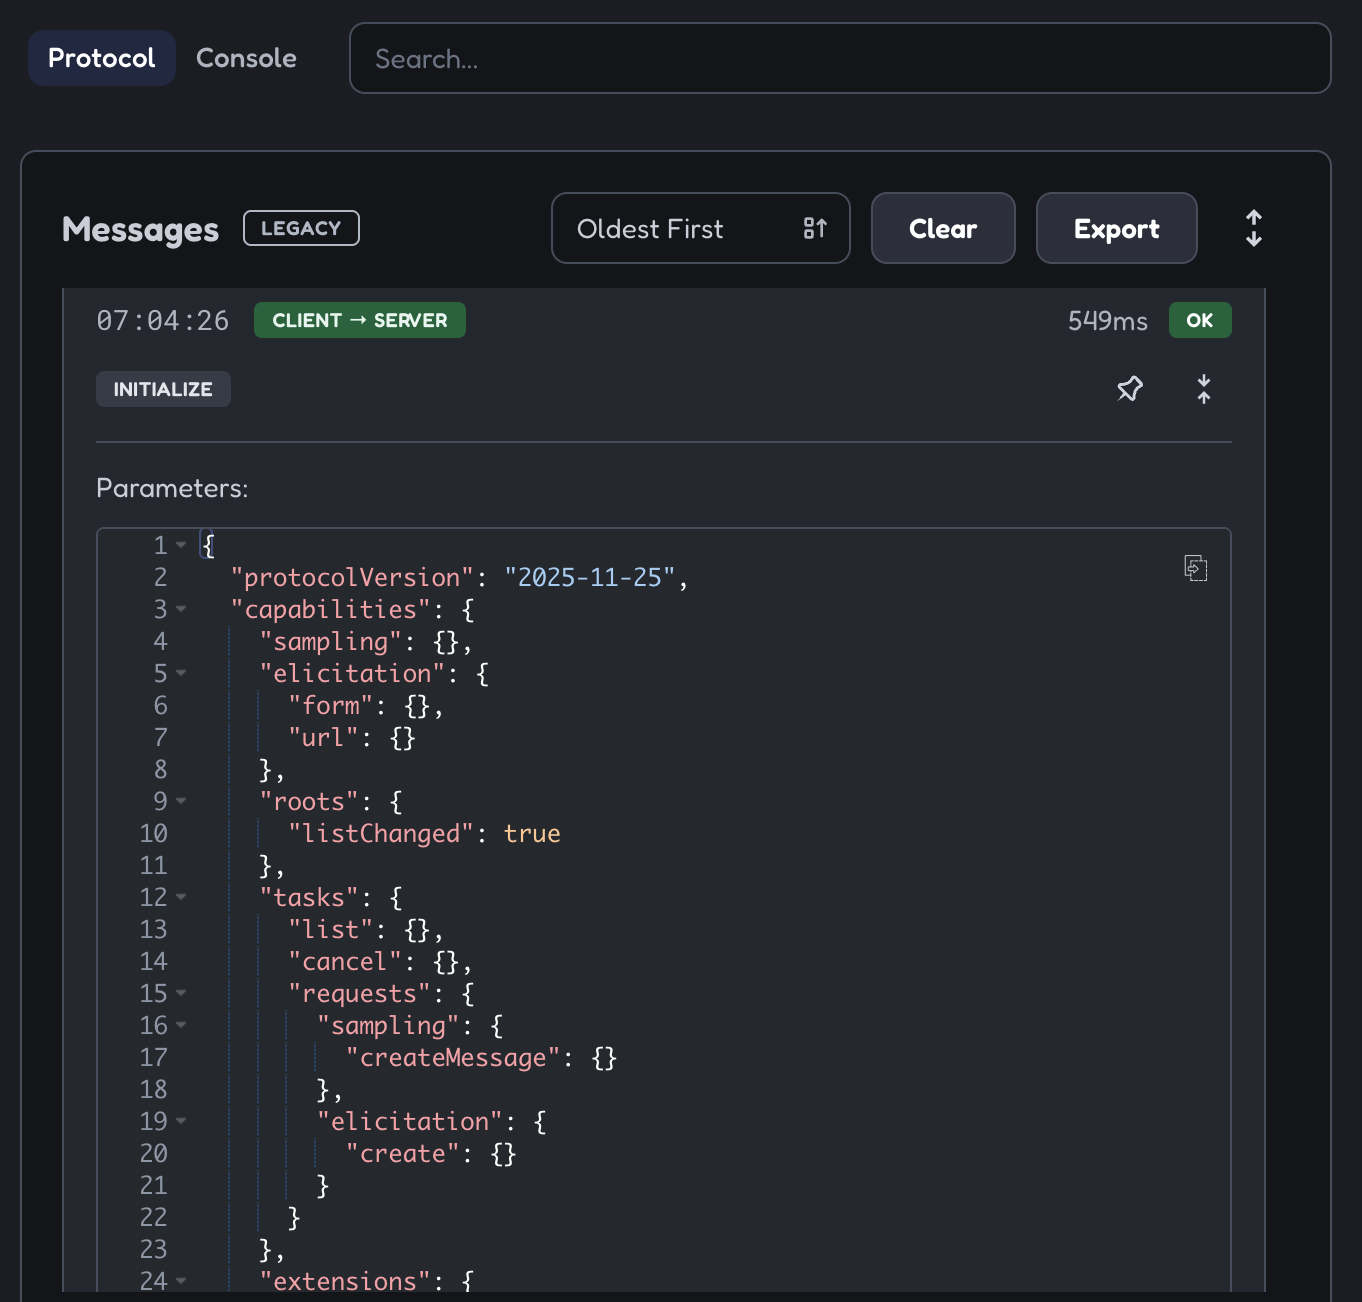 Protocol Console Search...
Messages LEGACY Oldest First Clear Export
07:04:26 CLIENT → SERVER 549ms OK
INITIALIZE
Parameters:
1 {
2 "protocolVersion": "2025-11-25",
3 "capabilities": {
4 "sampling": {},
5 "elicitation": {
6 "form": {},
7 "url": {}
8 },
9 "roots": {
10 "listChanged": true
11 },
12 "tasks": {
13 "list": {},
14 "cancel": {},
15 "requests": {
16 "sampling": {
17 "createMessage": {}
18 },
19 "elicitation": {
20 "create": {}
21 }
22 }
23 },
24 "extensions": {